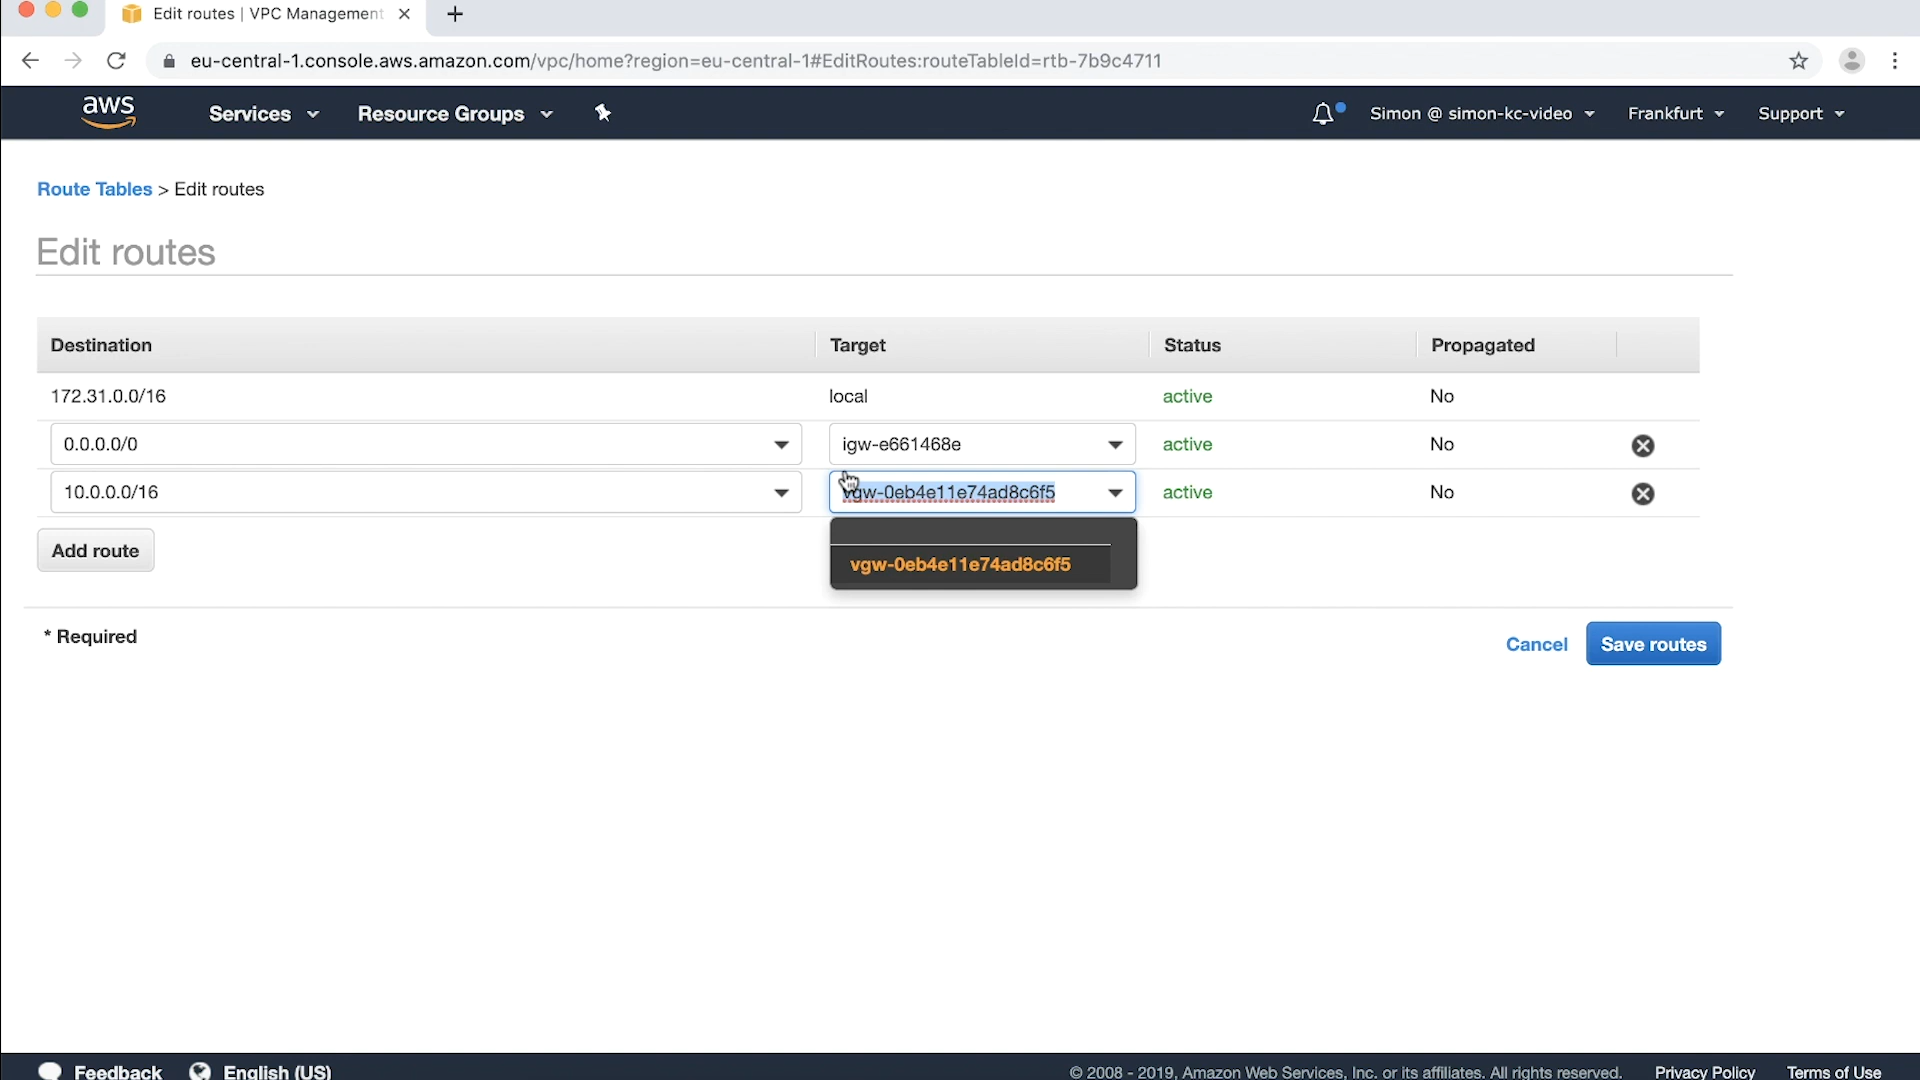 Edit routes | VPC Management
eu-central-1.console.aws.amazon.com/vpc/home?region=eu-central-1#EditRoutes:routeTableId=rtb-7b9c4711
aws Services Resource Groups Simon @ simon-kc-video Frankfurt Support
Route Tables > Edit routes
Edit routes
Destination Target Status Propagated
172.31.0.0/16 local active No
0.0.0.0/0 igw-e661468e active No
10.0.0.0/16 vgw-0eb4e11e74ad8c6f5 active No
Add route
vgw-0eb4e11e74ad8c6f5
* Required
Cancel Save routes
Feedback English (US) © 2008 - 2019, Amazon Web Services, Inc. or its affiliates. All rights reserved. Privacy Policy Terms of Use